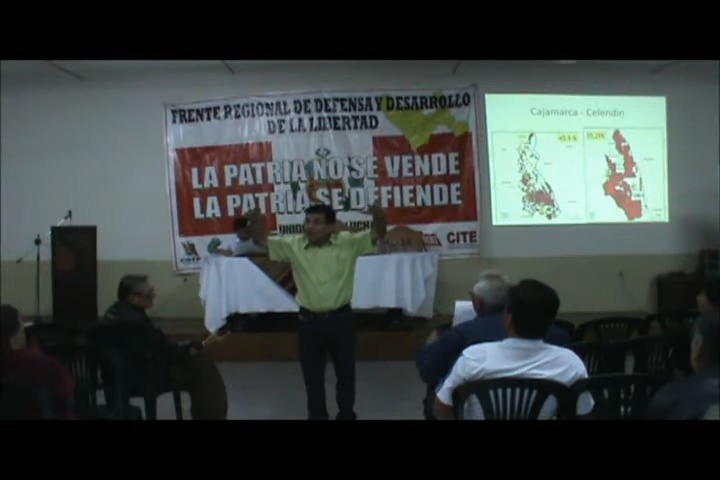 FRENTE REGIONAL DE DEFENSA Y DESARROLLO
DE LA LIBERTAD
LA PATRIA NO SE VENDE
LA PATRIA SE DEFIENDE
CITE
Cajamarca - Celendín